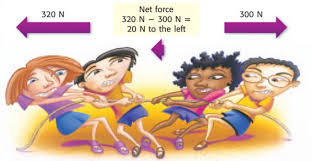 320 N
Net force
320 N − 300 N =
20 N to the left
300 N